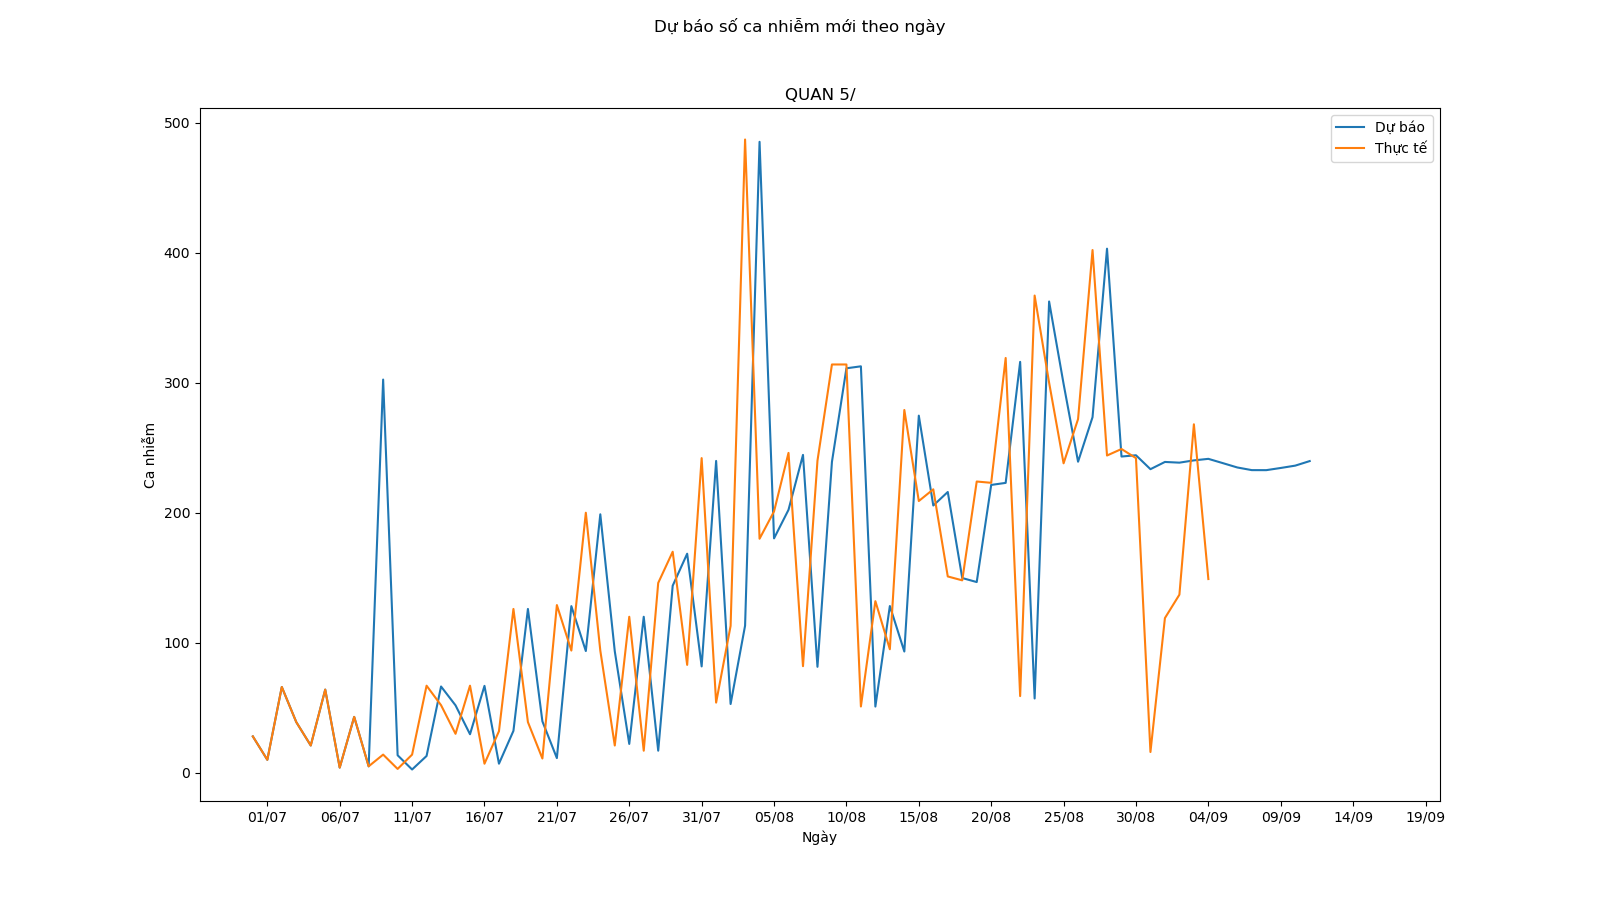 Dự báo số ca nhiễm mới theo ngày
QUAN 5/
Dự báo
Thực tế
500
400
300
200
100
0
Ca nhiễm
01/07 06/07 11/07 16/07 21/07 26/07 31/07 05/08 10/08 15/08 20/08 25/08 30/08 04/09 09/09 14/09 19/09
Ngày